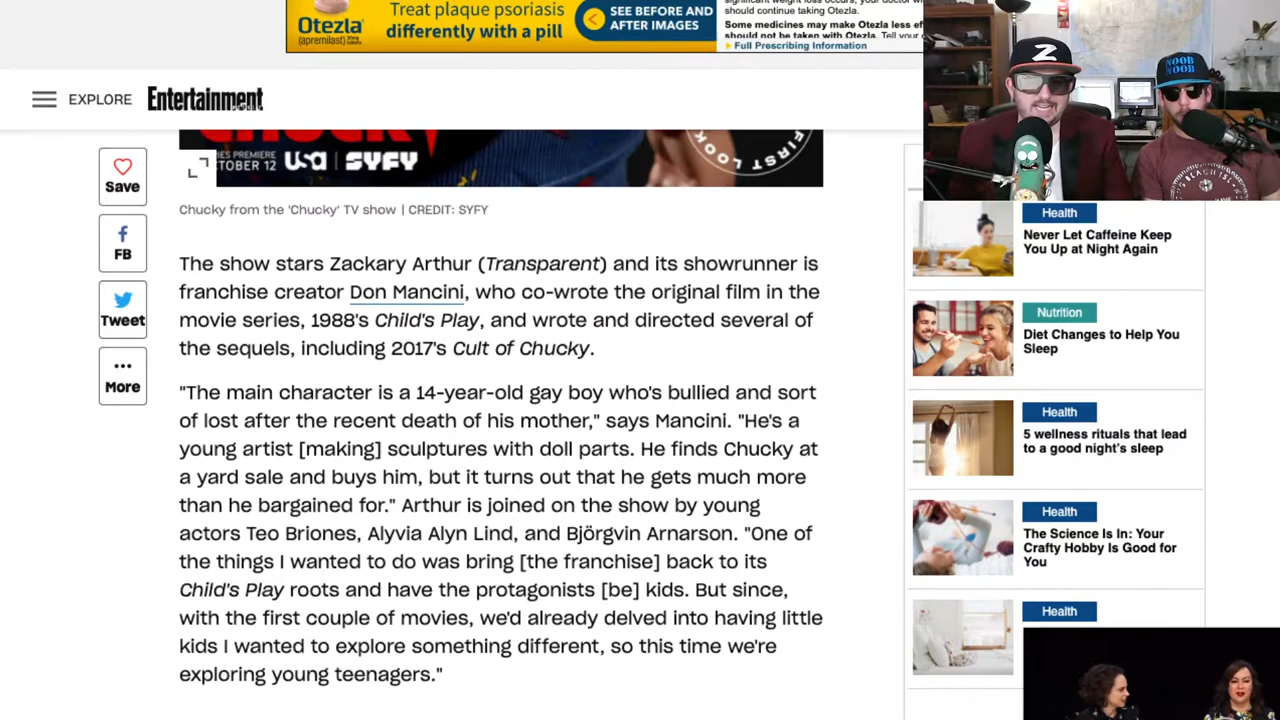 Otezla
(apremilast)
Treat plaque psoriasis
differently with a pill
SEE BEFORE AND
AFTER IMAGES
should continue taking Otezla.
Some medicines may make Otezla less ef
should not be taken with Otezla. Tell your
Full Prescribing Information
EXPLORE
Entertainment
Save
FB
Tweet
More
MES PREMIERE
TOBER 12
USA
SYFY
FIRST LOOK
Chucky from the 'Chucky' TV show | CREDIT: SYFY
The show stars Zackary Arthur (Transparent) and its showrunner is
franchise creator Don Mancini, who co-wrote the original film in the
movie series, 1988's Child's Play, and wrote and directed several of
the sequels, including 2017's Cult of Chucky.
"The main character is a 14-year-old gay boy who's bullied and sort
of lost after the recent death of his mother," says Mancini. "He's a
young artist [making] sculptures with doll parts. He finds Chucky at
a yard sale and buys him, but it turns out that he gets much more
than he bargained for." Arthur is joined on the show by young
actors Teo Briones, Alyvia Alyn Lind, and Björgvin Arnarson. "One of
the things I wanted to do was bring [the franchise] back to its
Child's Play roots and have the protagonists [be] kids. But since,
with the first couple of movies, we'd already delved into having little
kids I wanted to explore something different, so this time we're
exploring young teenagers."
Z
NOOB
NOOB
Health
Never Let Caffeine Keep
You Up at Night Again
Nutrition
Diet Changes to Help You
Sleep
Health
5 wellness rituals that lead
to a good night's sleep
Health
The Science Is In: Your
Crafty Hobby Is Good for
You
Health